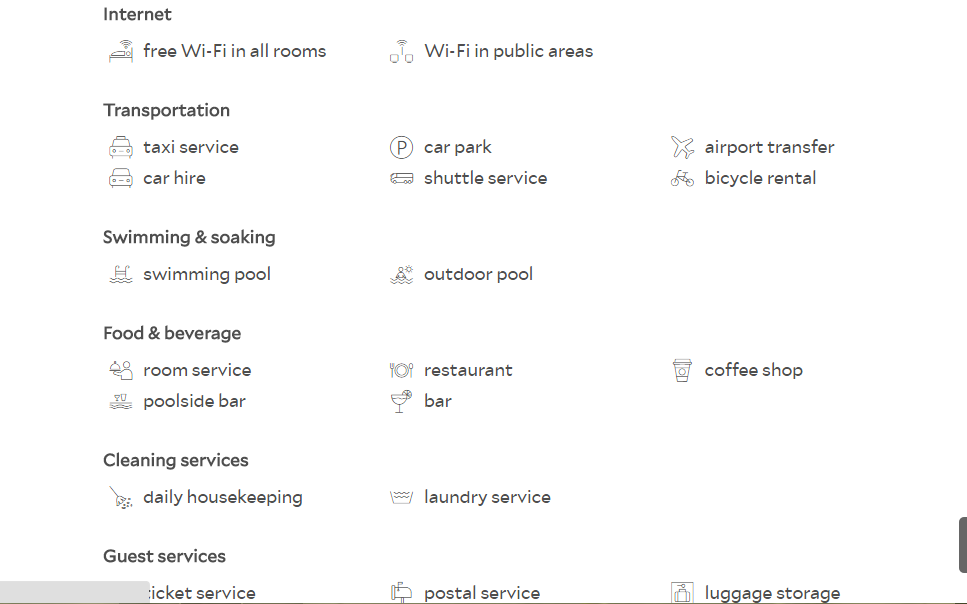 Internet
free Wi-Fi in all rooms Wi-Fi in public areas
Transportation
taxi service car park airport transfer
car hire shuttle service bicycle rental
Swimming & soaking
swimming pool outdoor pool
Food & beverage
room service restaurant coffee shop
poolside bar bar
Cleaning services
daily housekeeping laundry service
Guest services
ticket service postal service luggage storage